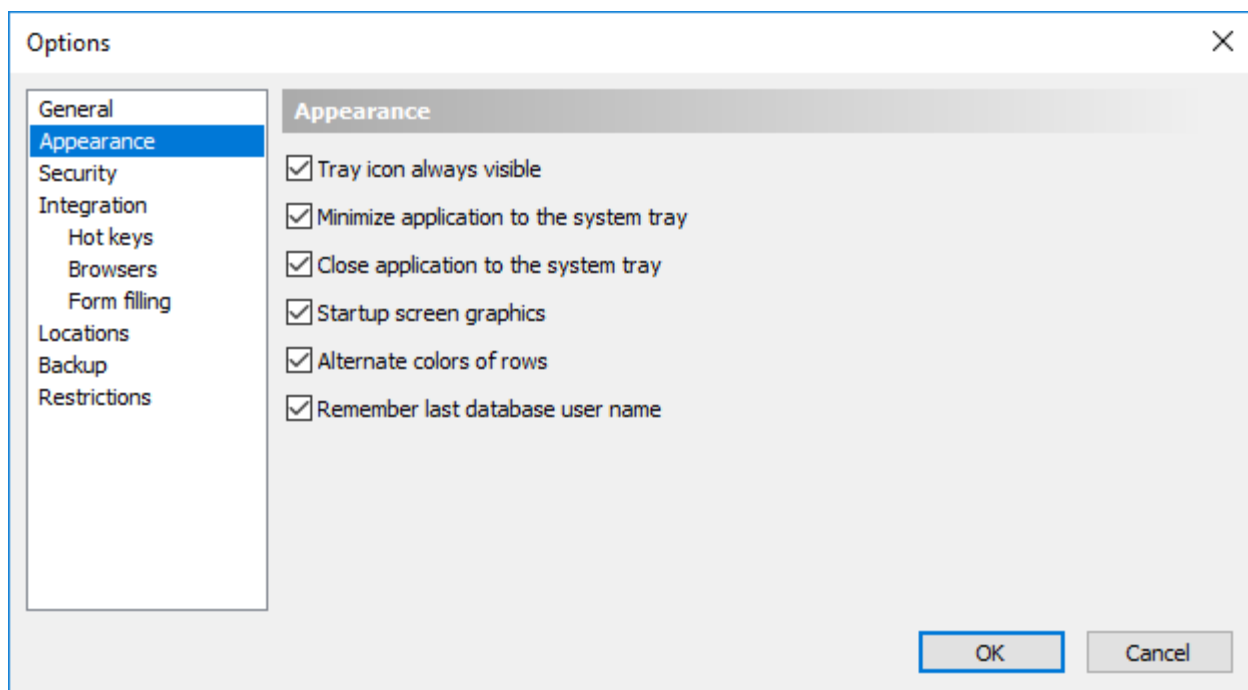 Options
General
Appearance
Security
Integration
Hot keys
Browsers
Form filling
Locations
Backup
Restrictions
Appearance
Tray icon always visible
Minimize application to the system tray
Close application to the system tray
Startup screen graphics
Alternate colors of rows
Remember last database user name
OK
Cancel